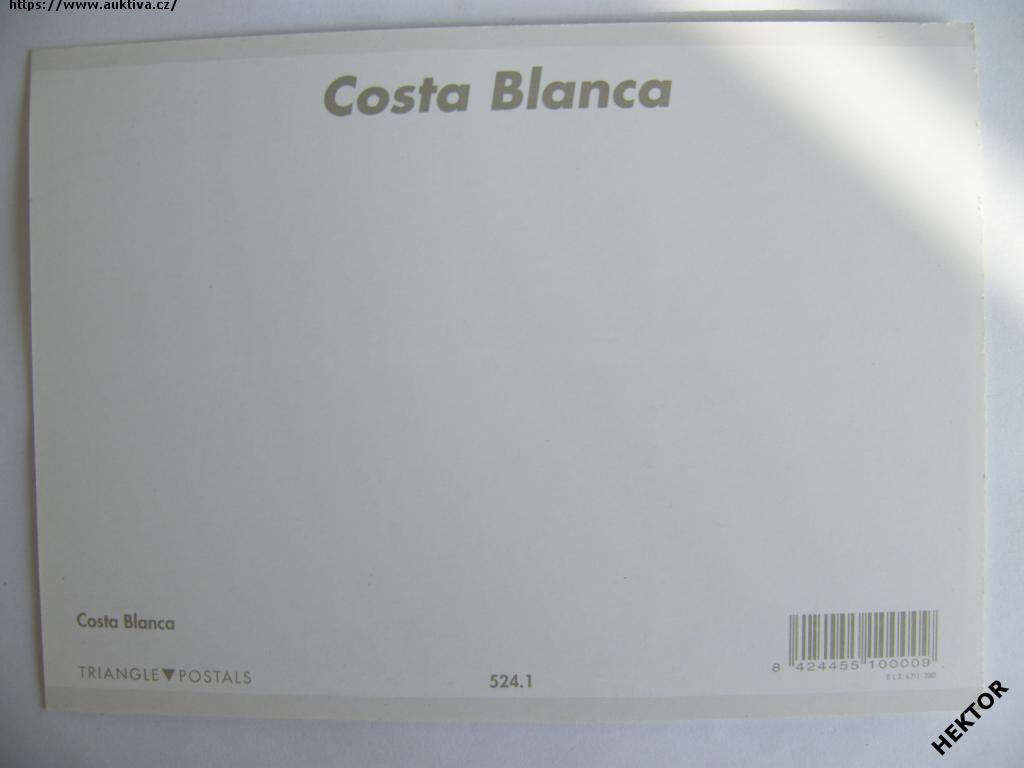 https://www.auktiva.cz/
Costa Blanca
Costa Blanca
TRIANGLE▼POSTALS
524.1
8 424455 100009
HEKTOR